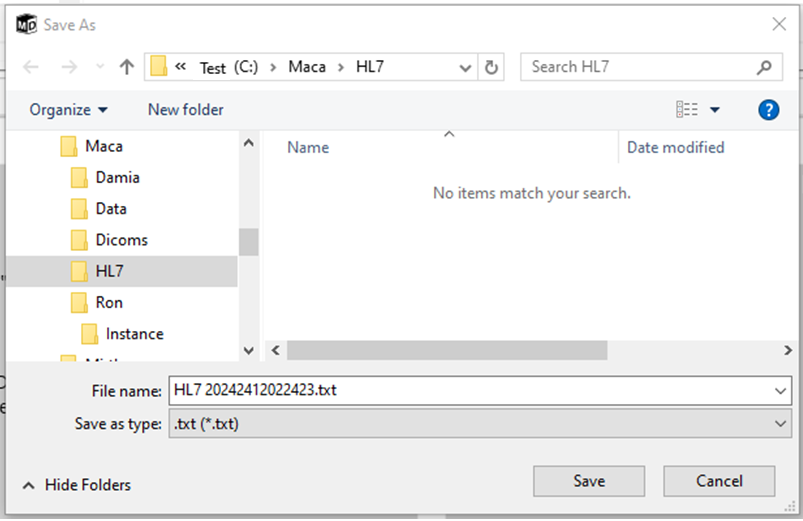 MD Save As
« Test (C:) > Maca > HL7 Search HL7
Organize New folder ?
Maca
Damia
Data
Dicoms
HL7
Ron
Instance
Name Date modified
No items match your search.
File name: HL7 20242412022423.txt
Save as type: .txt (*.txt)
Hide Folders Save Cancel